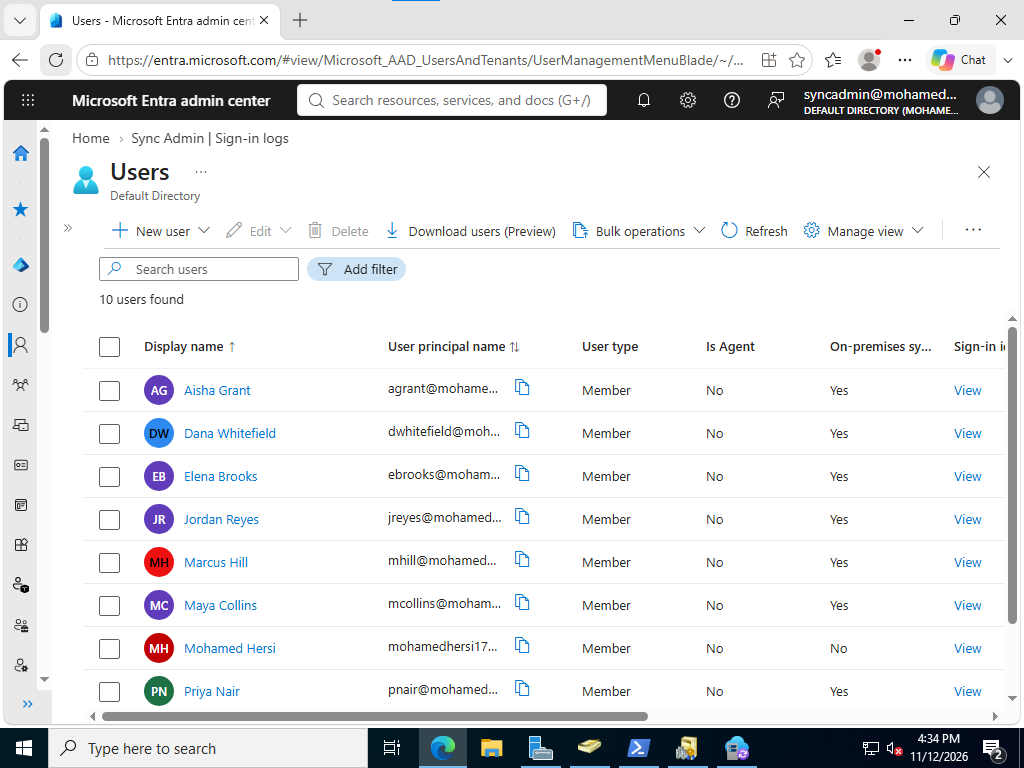 Users - Microsoft Entra admin cent
https://entra.microsoft.com/#view/Microsoft_AAD_UsersAndTenants/UserManagementMenuBlade/~/...
Chat
Microsoft Entra admin center
Search resources, services, and docs (G+/)
syncadmin@mohamed...
DEFAULT DIRECTORY (MOHAME...
Home > Sync Admin | Sign-in logs
Users ...
Default Directory
New user Edit Delete Download users (Preview) Bulk operations Refresh Manage view ...
Search users Add filter
10 users found
Display name ↑ User principal name ↑↓ User type Is Agent On-premises sy... Sign-in i
AG Aisha Grant agrant@mohame... Member No Yes View
DW Dana Whitefield dwhitefield@moh... Member No Yes View
EB Elena Brooks ebrooks@moham... Member No Yes View
JR Jordan Reyes jreyes@mohamed... Member No Yes View
MH Marcus Hill mhill@mohamed... Member No Yes View
MC Maya Collins mcollins@moham... Member No Yes View
MH Mohamed Hersi mohamedhersi17... Member No No View
PN Priya Nair pnair@mohamed... Member No Yes View
Type here to search
4:34 PM
11/12/2026
2